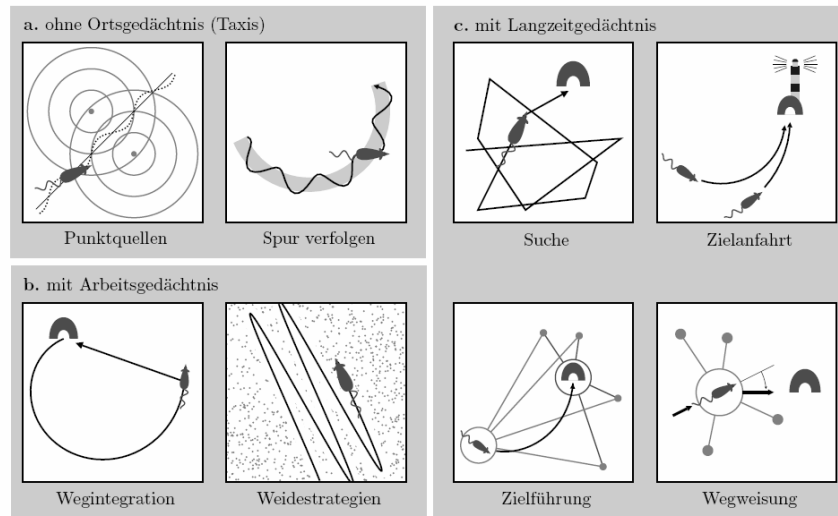 a. ohne Ortsgedächtnis (Taxis)
Punktquellen
Spur verfolgen
b. mit Arbeitsgedächtnis
Wegintegration
Weidestrategien
c. mit Langzeitgedächtnis
Suche
Zielanfahrt
Zielführung
Wegweisung